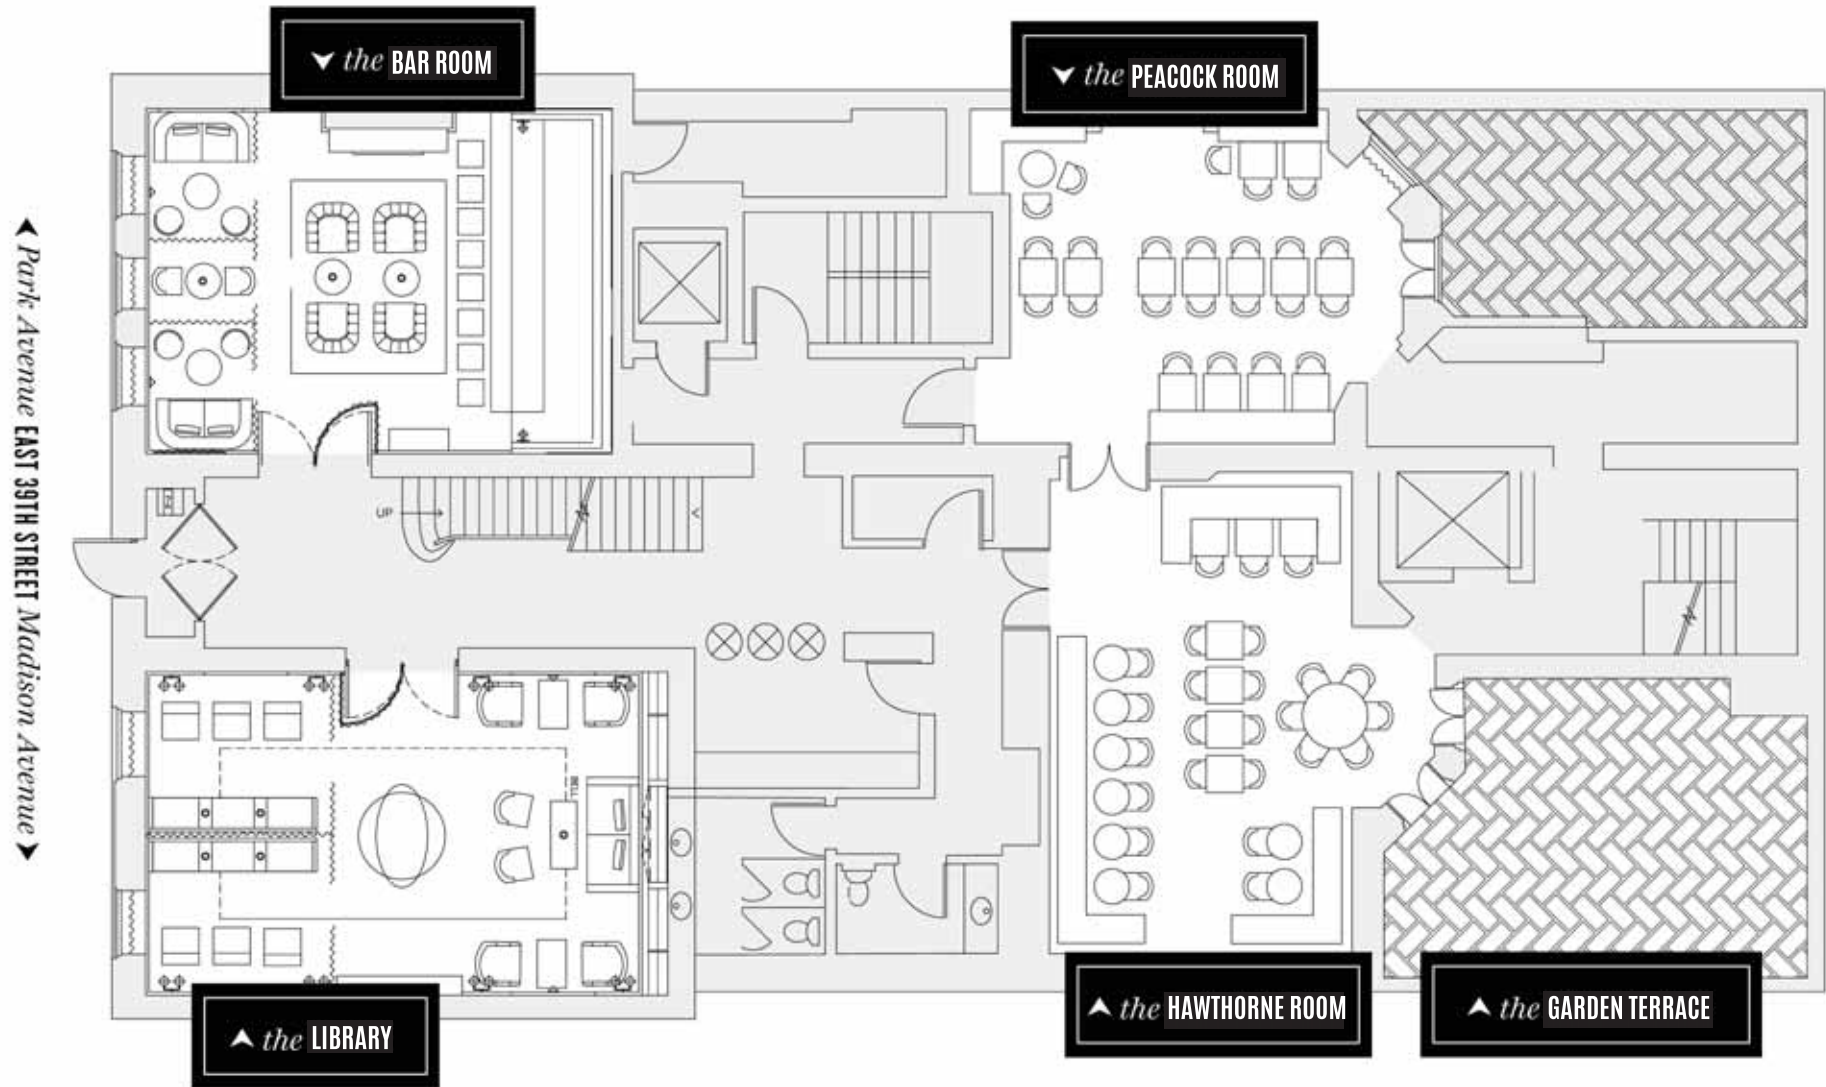 the BAR ROOM
the PEACOCK ROOM
Park Avenue EAST 39TH STREET Madison Avenue
UP
the LIBRARY
the HAWTHORNE ROOM
the GARDEN TERRACE